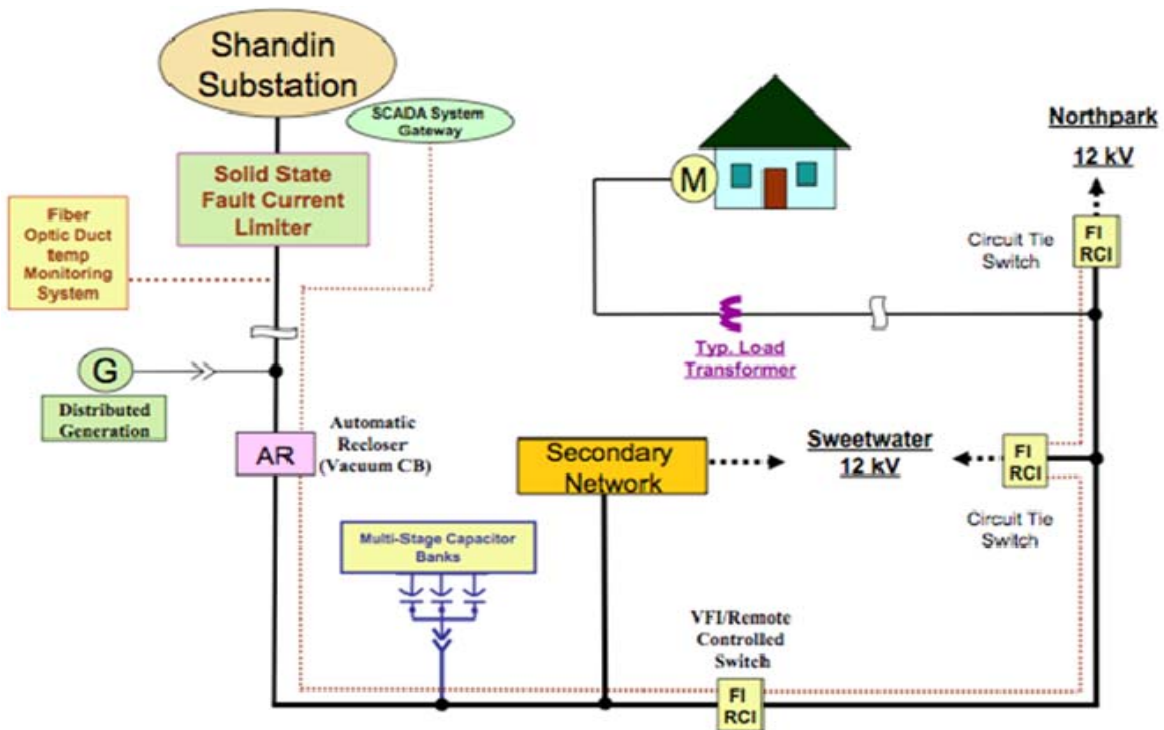 Shandin
Substation
SCADA System
Gateway
Solid State
Fault Current
Limiter
Fiber
Optic Duct
temp
Monitoring
System
G
Distributed
Generation
AR
Automatic
Recloser
(Vacuum CB)
Multi-Stage Capacitor
Banks
Secondary
Network
VFI/Remote
Controlled
Switch
FI
RCI
M
Typ. Load
Transformer
Northpark
12 kV
FI
RCI
Circuit Tie
Switch
Sweetwater
12 kV
FI
RCI
Circuit Tie
Switch